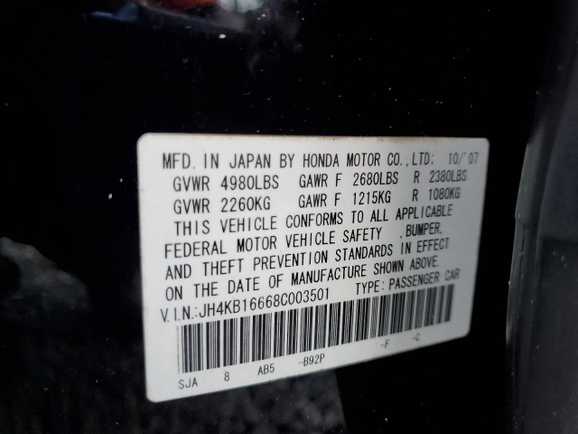 MFD. IN JAPAN BY HONDA MOTOR CO.,LTD: 10/'07
GVWR 4980LBS GAWR F 2680LBS R 2380LBS
GVWR 2260KG GAWR F 1215KG R 1080KG
THIS VEHICLE CONFORMS TO ALL APPLICABLE
FEDERAL MOTOR VEHICLE SAFETY ,BUMPER,
AND THEFT PREVENTION STANDARDS IN EFFECT
ON THE DATE OF MANUFACTURE SHOWN ABOVE.
V.I.N.:JH4KB16668C003501 TYPE: PASSENGER CAR
SJA 8 AB5 -B92P -F -C